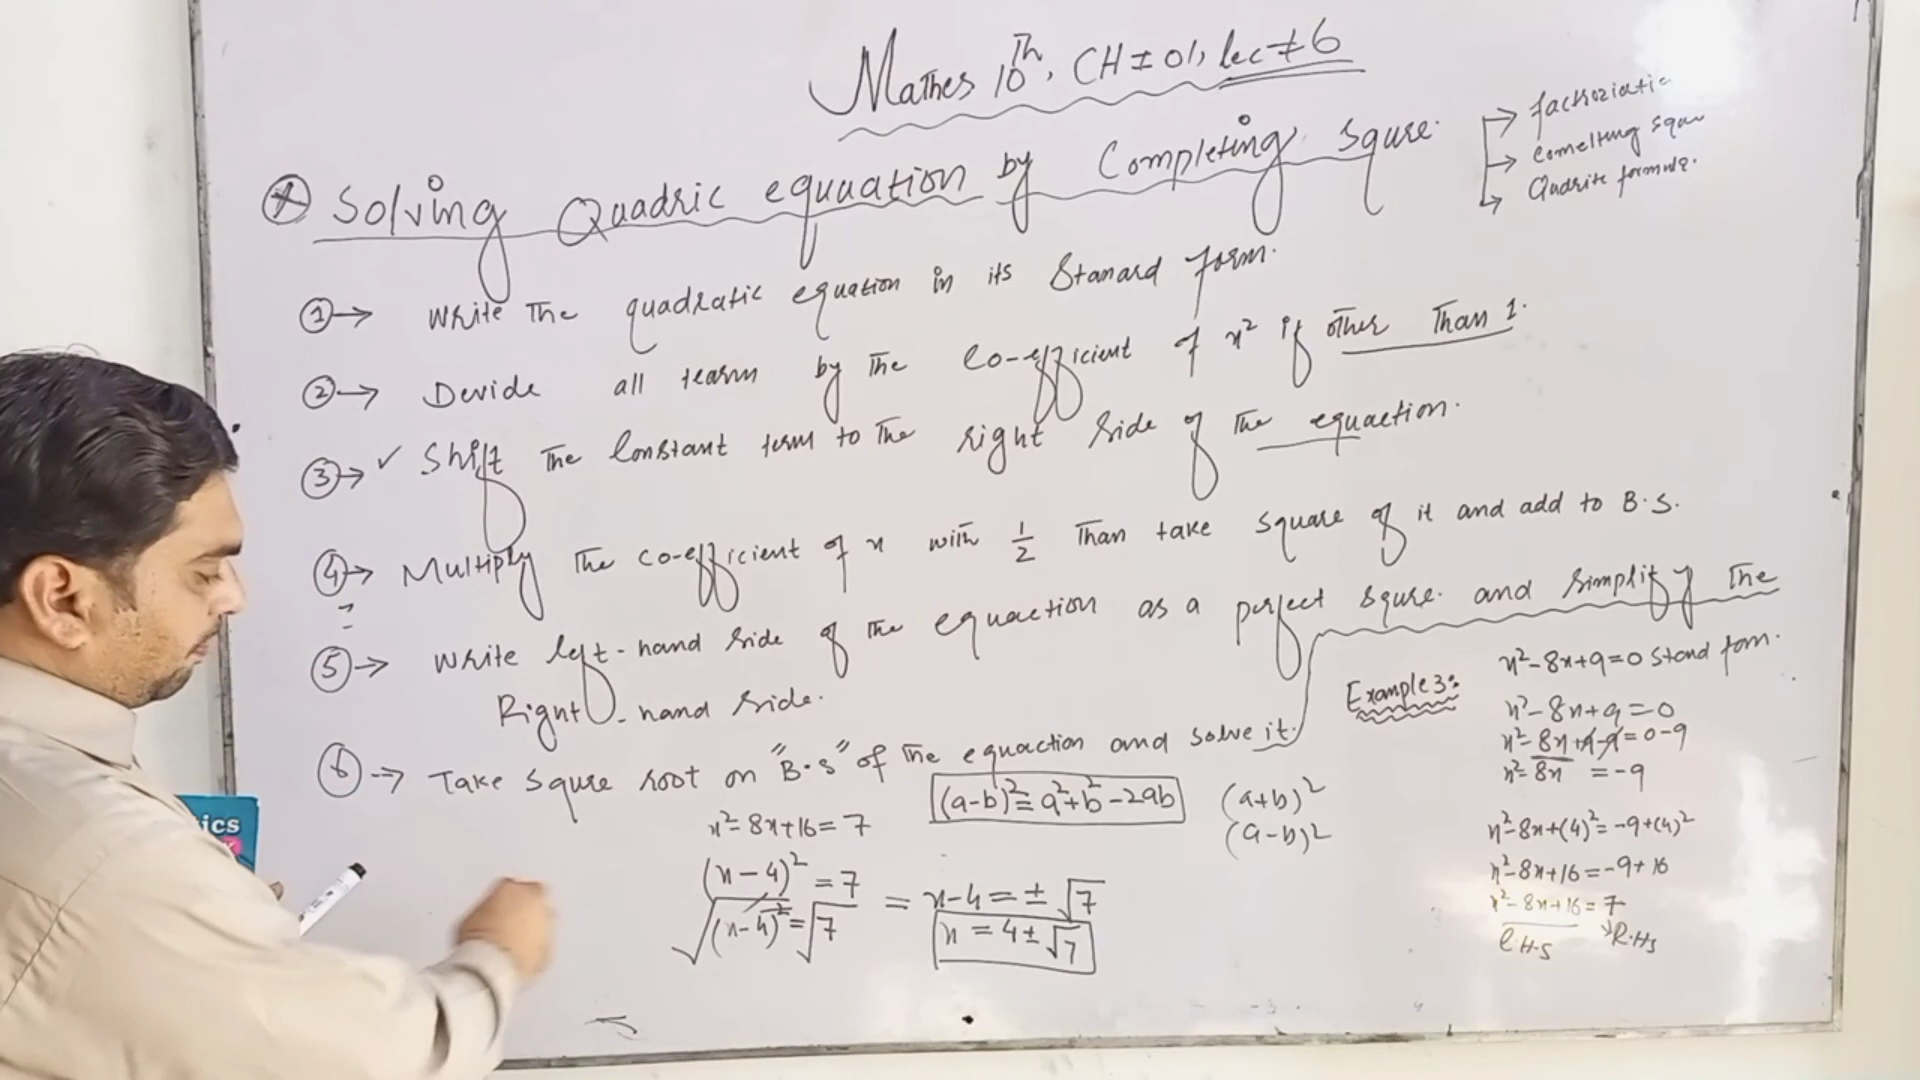 Mathes 10Th, CH ≠ 01, lec ≠ 6
Solving Quadric equuation by Completing Squre.
factroziatic
Comelting squ
Qudrite formule.
① → Write The quadratic equation in its Stanard form.
② → Devide all tearm by The Co-efficient of x² if other Than 1.
③ → ✓ Shift The Constant term to The right Side of The equaction.
④ → Multiply The co-efficient of x with 1/2 Than take square of it and add to B.S.
⑤ → Write left-hand side of The equaction as a perfect squre. and simplify The
Right-hand side.
⑥ → Take squre root on "B.S" of The equaction and solve it.
x²-8x+16=7
(x-4)²=7
√(x-4)²=√7 = x-4=±√7
x=4±√7
(a-b)²=a²+b²-2ab
(a+b)²
(a-b)²
Example 3:
x²-8x+9=0 Stand form.
x²-8x+9=0
x²-8x+9-9=0-9
x²-8x =-9
x²-8x+(4)²=-9+(4)²
x²-8x+16=-9+16
x²-8x+16=7
L.H.S R.H.S
ics